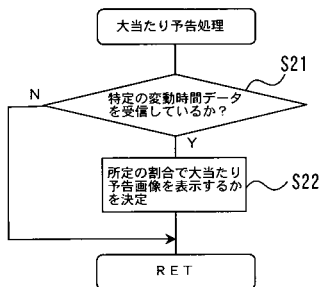 大当たり予告処理
S21
特定の変動時間データ
を受信しているか?
N
Y
所定の割合で大当たり
予告画像を表示するか
を決定
S22
RET